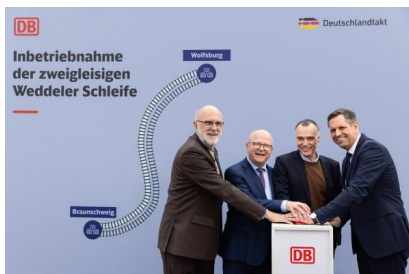 DB
Deutschlandtakt
Inbetriebnahme
der zweigleisigen
Weddeler Schleife
Wolfsburg
Braunschweig
DB